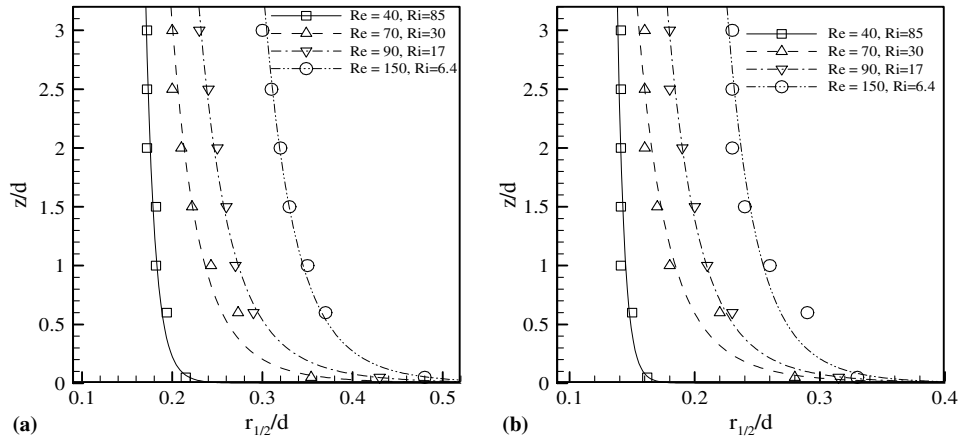 3
2.5
2
1.5
1
0.5
0
z/d
Re = 40, Ri=85
Re = 70, Ri=30
Re = 90, Ri=17
Re = 150, Ri=6.4
0.1
0.2
0.3
0.4
0.5
(a)
r1/2/d
3
2.5
2
1.5
1
0.5
0
z/d
Re = 40, Ri=85
Re = 70, Ri=30
Re = 90, Ri=17
Re = 150, Ri=6.4
0.1
0.2
0.3
0.4
(b)
r1/2/d